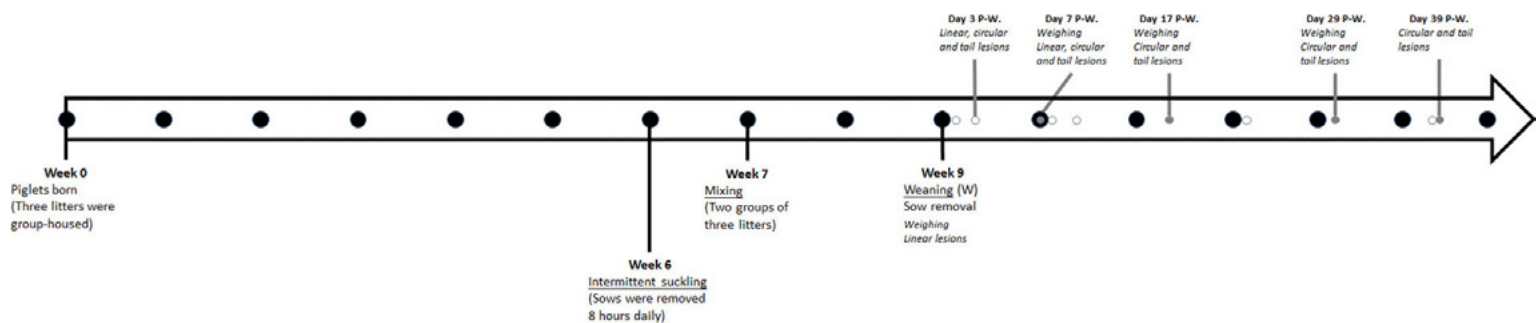 Day 3 P-W.
Linear, circular
and tail lesions
Day 7 P-W.
Weighing
Linear, circular
and tail lesions
Day 17 P-W.
Weighing
Circular and
tail lesions
Day 29 P-W.
Weighing
Circular and
tail lesions
Day 39 P-W.
Circular and tail
lesions
Week 0
Piglets born
(Three litters were
group-housed)
Week 6
Intermittent suckling
(Sows were removed
8 hours daily)
Week 7
Mixing
(Two groups of
three litters)
Week 9
Weaning (W)
Sow removal
Weighing
Linear lesions